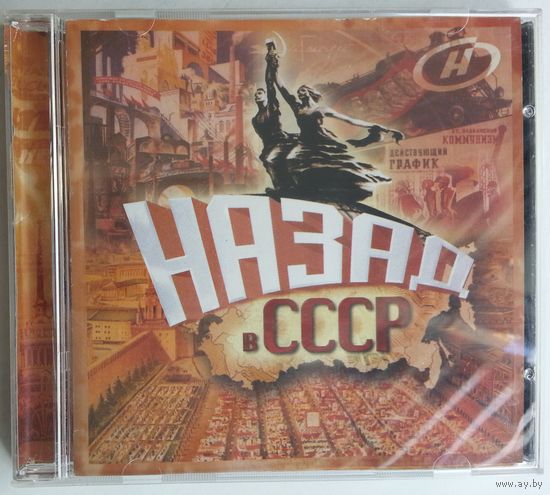 Н
КОММУНИЗМ
ДЕЙСТВУЮЩИЙ
ГРАФИК
НАЗАД
в СССР
www.ay.by